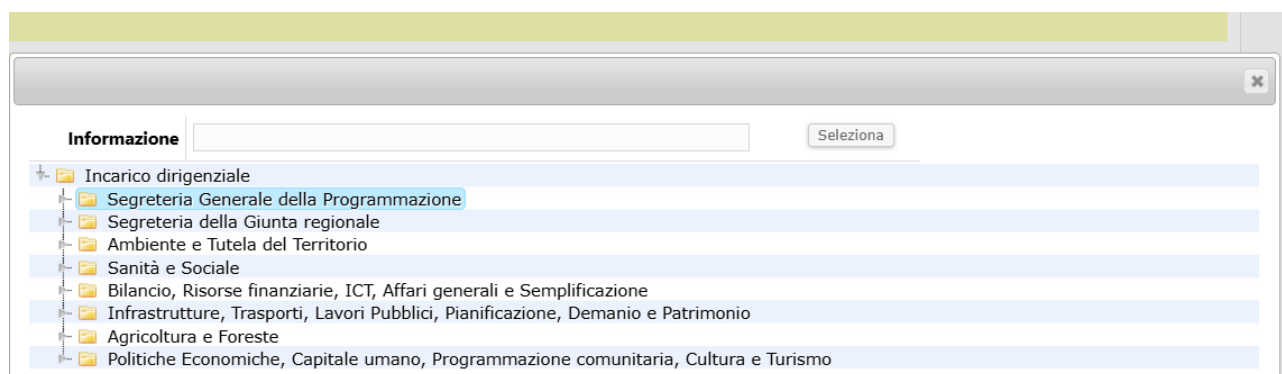 Informazione
Seleziona
Incarico dirigenziale
Segreteria Generale della Programmazione
Segreteria della Giunta regionale
Ambiente e Tutela del Territorio
Sanità e Sociale
Bilancio, Risorse finanziarie, ICT, Affari generali e Semplificazione
Infrastrutture, Trasporti, Lavori Pubblici, Pianificazione, Demanio e Patrimonio
Agricoltura e Foreste
Politiche Economiche, Capitale umano, Programmazione comunitaria, Cultura e Turismo